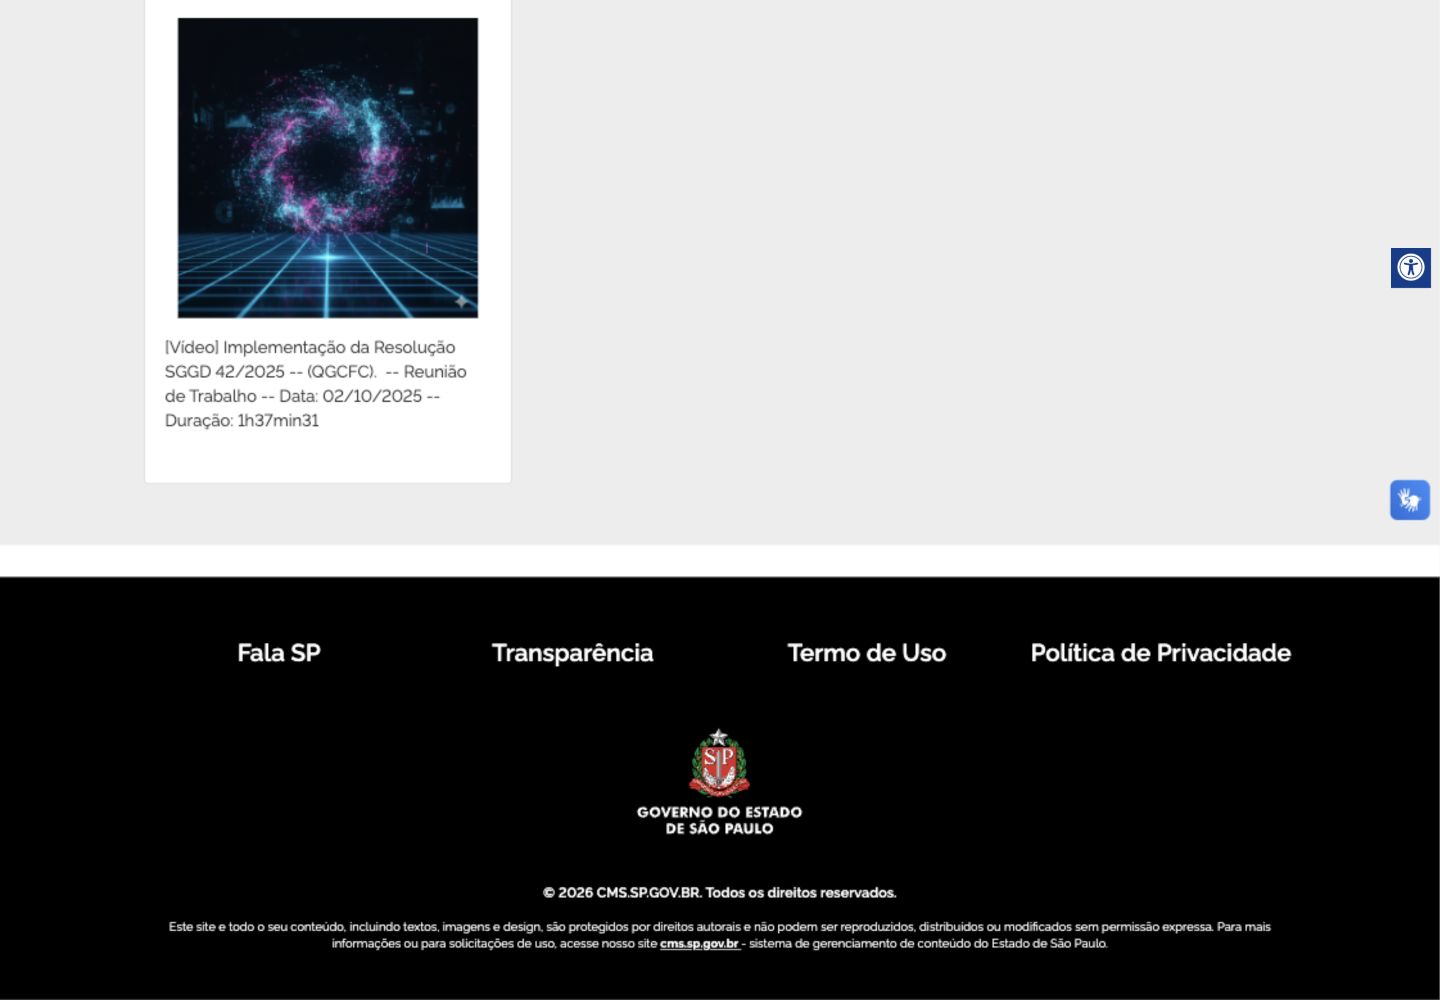 [Vídeo] Implementação da Resolução
SGGD 42/2025 -- (QGCFC).  -- Reunião
de Trabalho -- Data: 02/10/2025 --
Duração: 1h37min31
Fala SP
Transparência
Termo de Uso
Política de Privacidade
SP
GOVERNO DO ESTADO
DE SÃO PAULO
© 2026 CMS.SP.GOV.BR. Todos os direitos reservados.
Este site e todo o seu conteúdo, incluindo textos, imagens e design, são protegidos por direitos autorais e não podem ser reproduzidos, distribuídos ou modificados sem permissão expressa. Para mais
informações ou para solicitações de uso, acesse nosso site cms.sp.gov.br - sistema de gerenciamento de conteúdo do Estado de São Paulo.